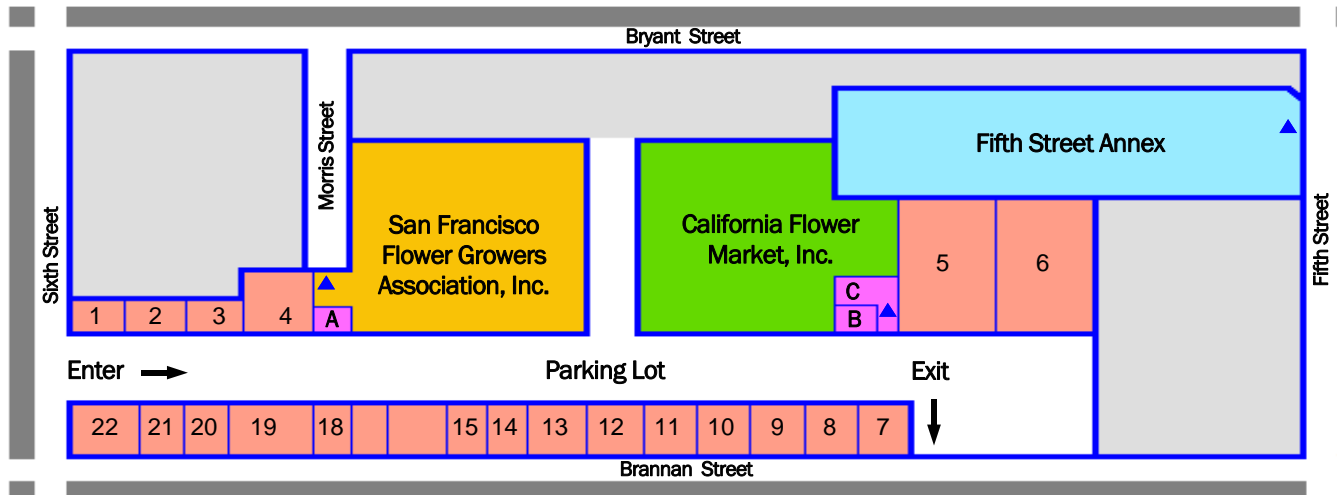 Bryant Street
Morris Street
Fifth Street Annex
Sixth Street
San Francisco
Flower Growers
Association, Inc.
California Flower
Market, Inc.
Fifth Street
5
6
C
1
2
3
4
A
B
Enter
Parking Lot
Exit
22
21
20
19
18
15
14
13
12
11
10
9
8
7
Brannan Street